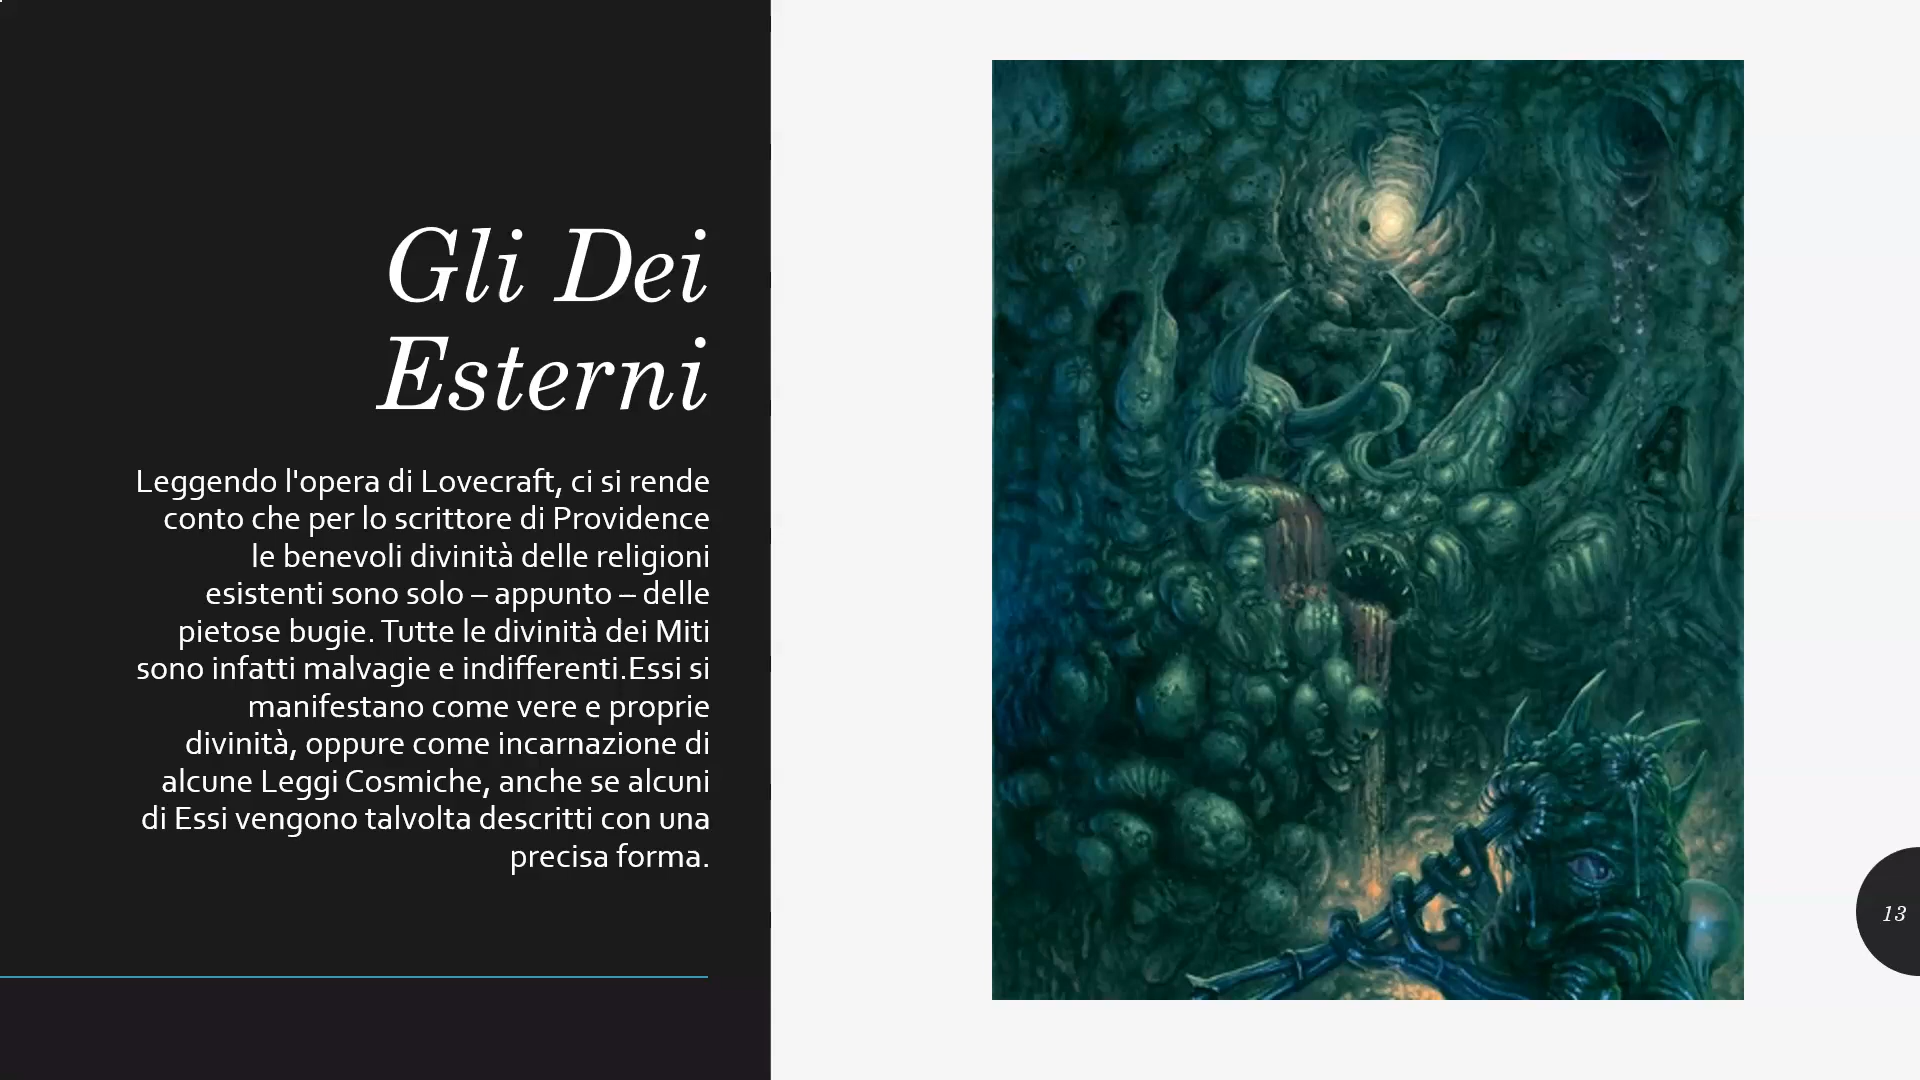 Gli Dei
Esterni
Leggendo l'opera di Lovecraft, ci si rende
conto che per lo scrittore di Providence
le benevoli divinità delle religioni
esistenti sono solo – appunto – delle
pietose bugie. Tutte le divinità dei Miti
sono infatti malvagie e indifferenti.Essi si
manifestano come vere e proprie
divinità, oppure come incarnazione di
alcune Leggi Cosmiche, anche se alcuni
di Essi vengono talvolta descritti con una
precisa forma.
13